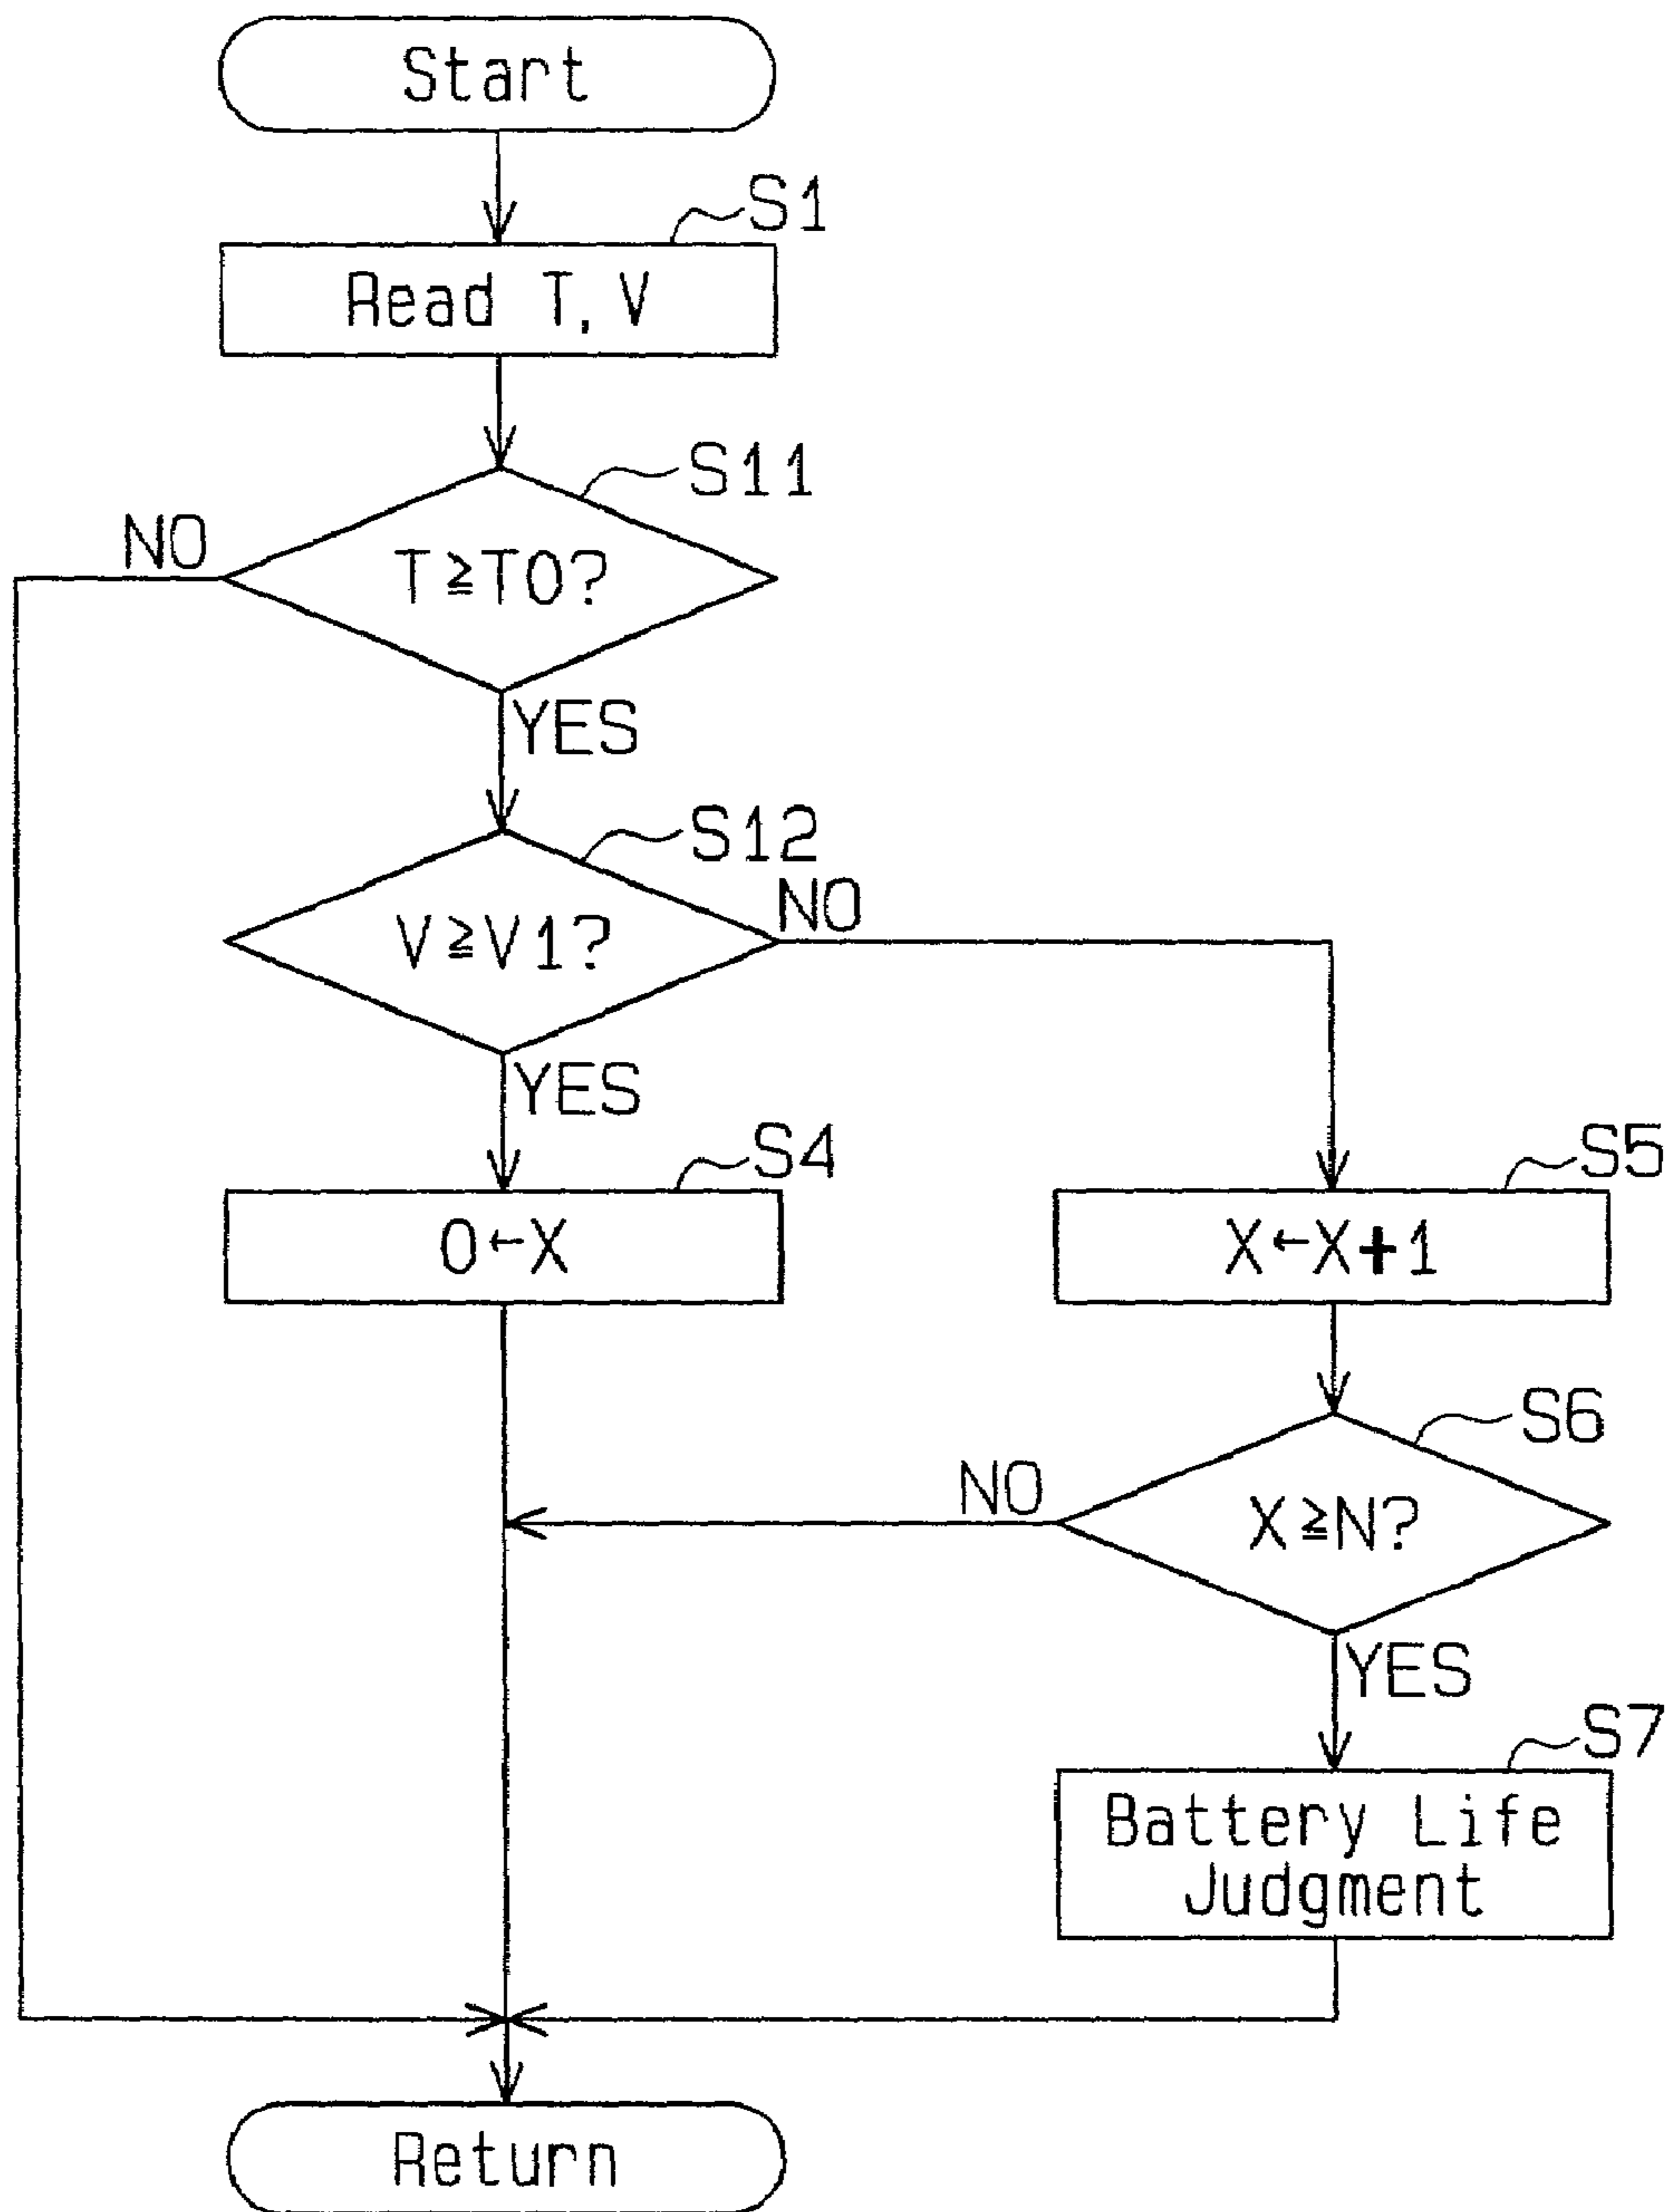 Start
S1
Read T, V
S11
NO
T≧T0?
YES
S12
NO
V≧V1?
YES
S4
S5
0←X
X←X+1
S6
NO
X≧N?
YES
S7
Battery Life
Judgment
Return